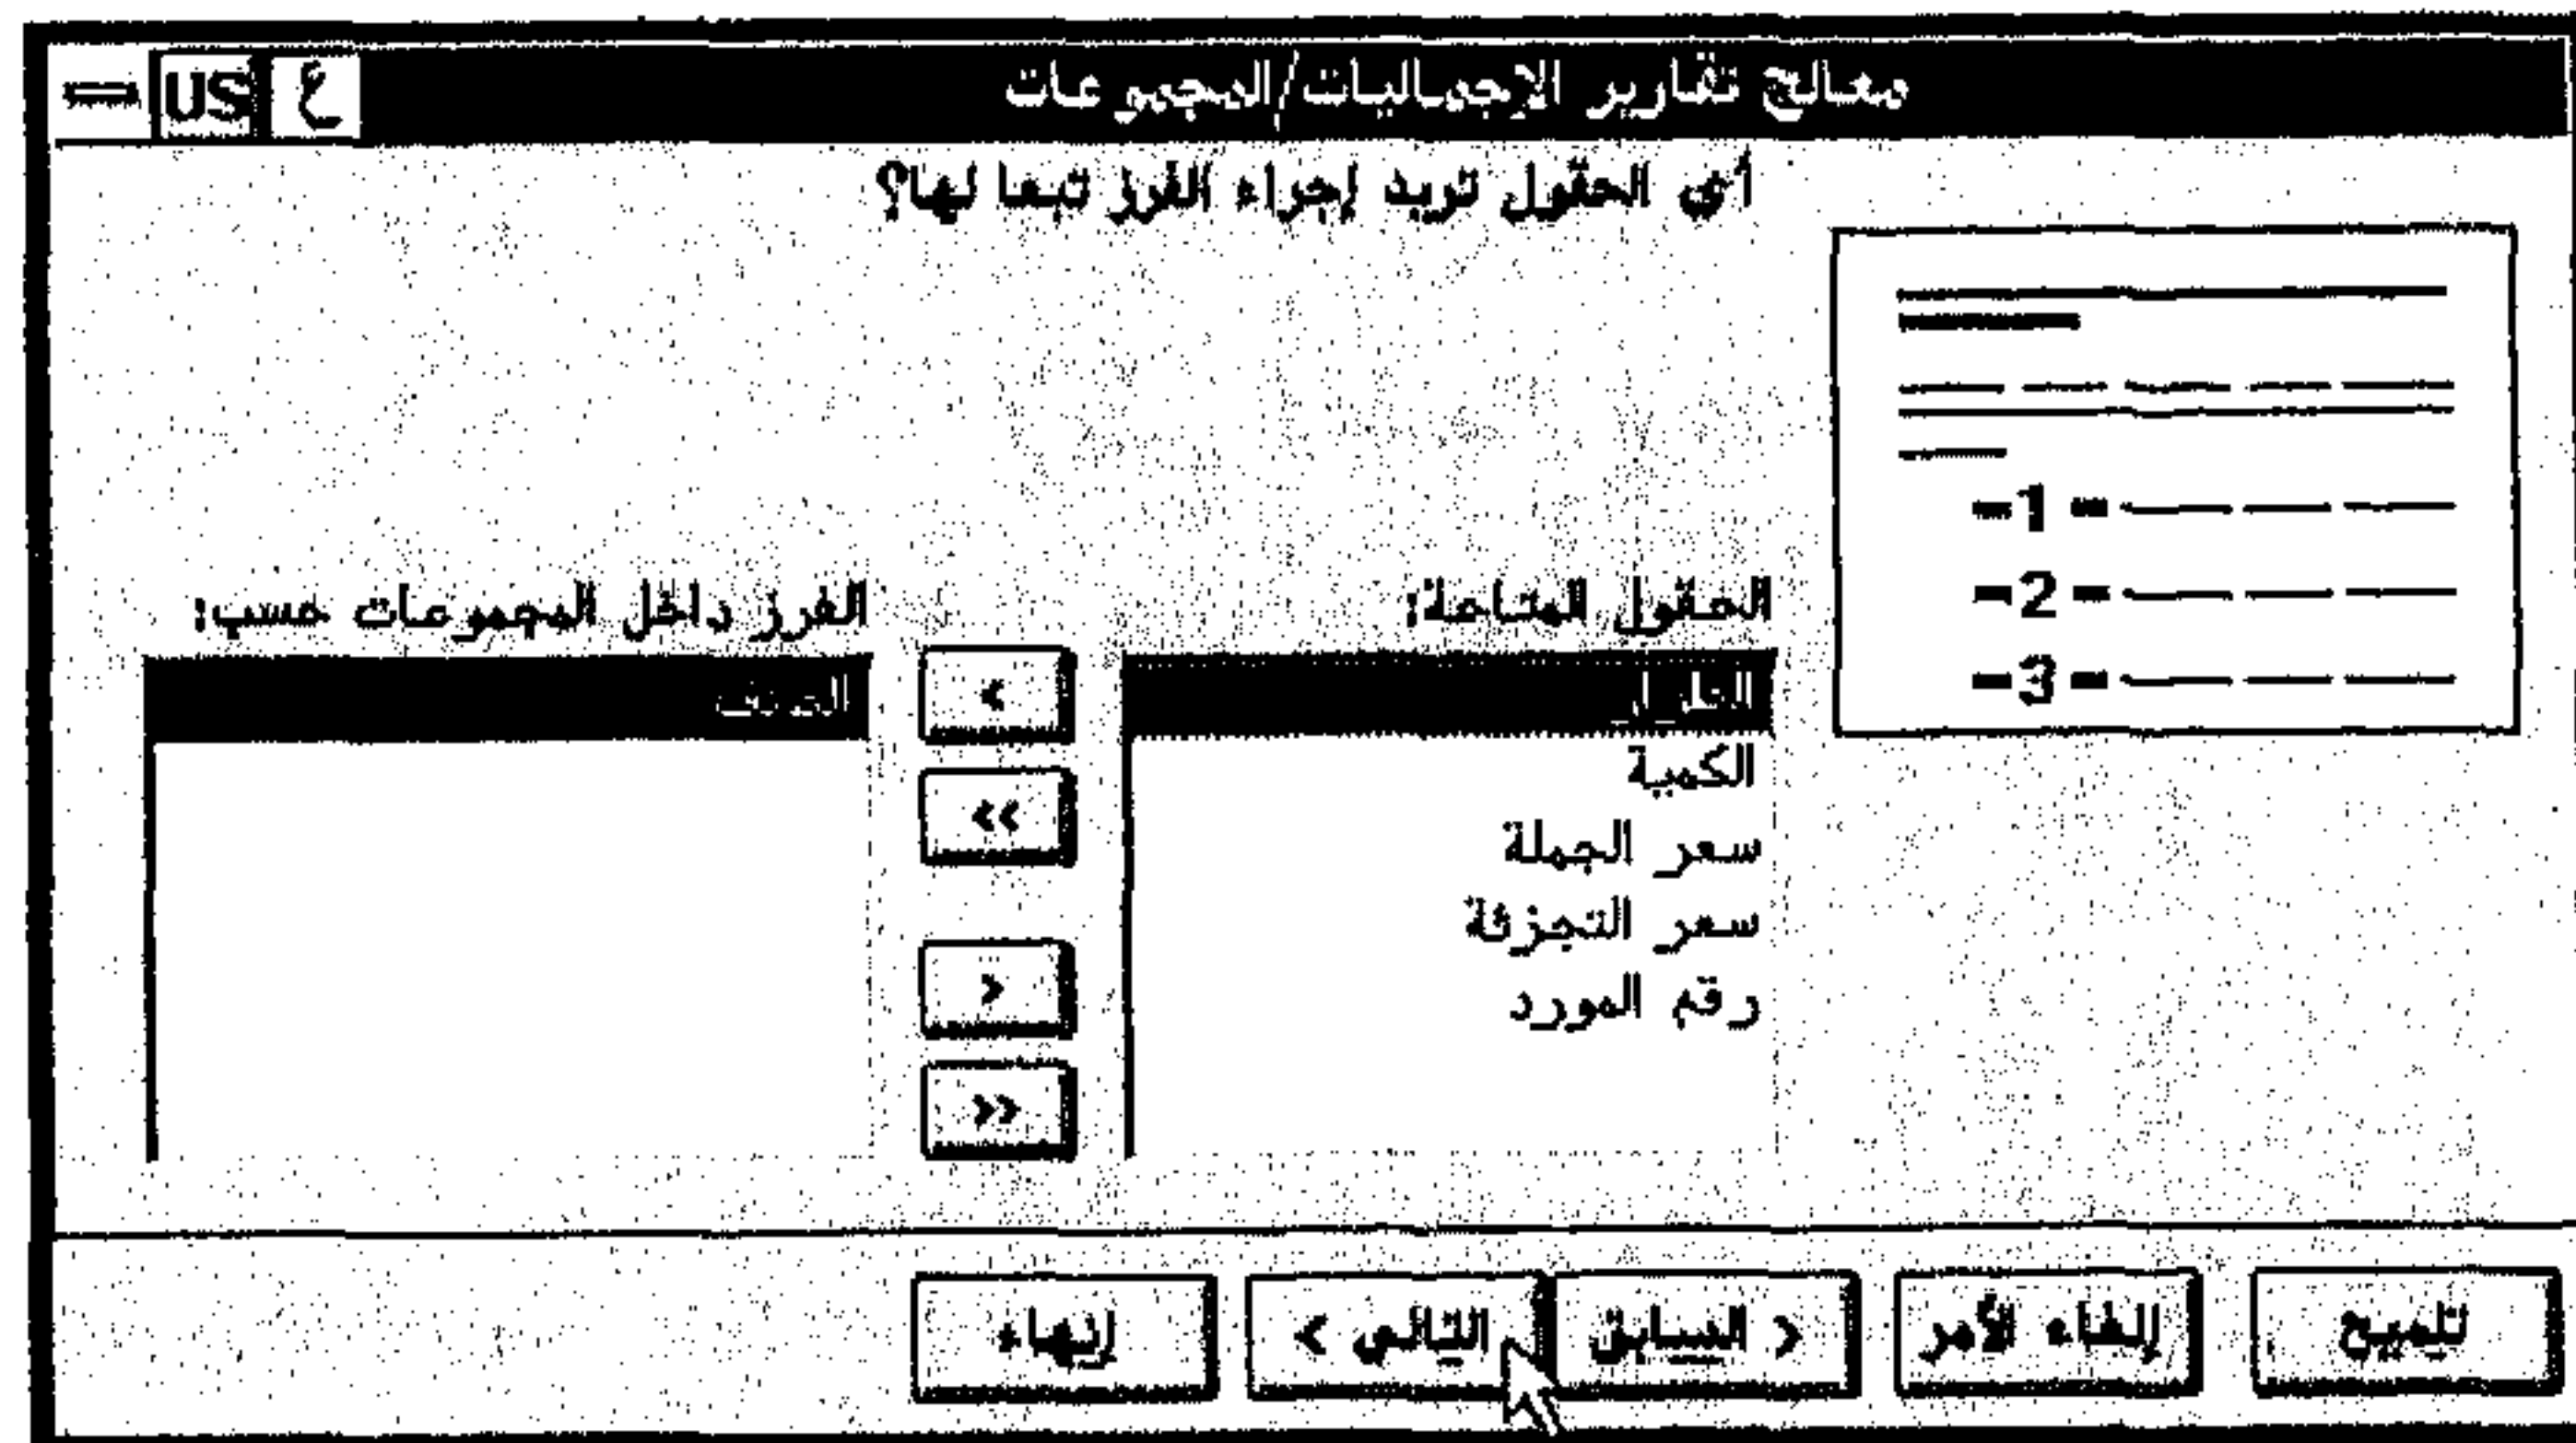 معالج تقارير الإجماليات/المجموعات
ع US
أي الحقول تريد إجراء الفرز تبعا لها؟
1
2
3
الحقول المتاحة:
الفرز داخل المجموعات حسب:
الصنف
الكمية
سعر الجملة
سعر التجزئة
رقم المورد
<
<<
>
>>
تلميح
إلغاء الأمر
< السابق
التالي >
إنهاء